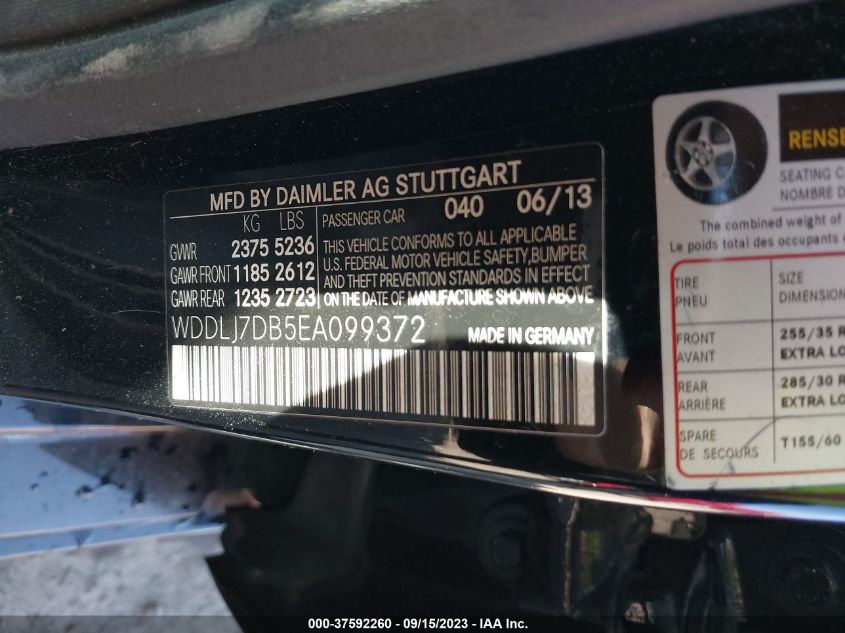 MFD BY DAIMLER AG STUTTGART
KG LBS
PASSENGER CAR 040 06/13
GVWR 2375 5236
GAWR FRONT 1185 2612
GAWR REAR 1235 2723
THIS VEHICLE CONFORMS TO ALL APPLICABLE
U.S. FEDERAL MOTOR VEHICLE SAFETY, BUMPER
AND THEFT PREVENTION STANDARDS IN EFFECT
ON THE DATE OF MANUFACTURE SHOWN ABOVE
WDDLJ7DB5EA099372 MADE IN GERMANY
RENSE
SEATING CA
NOMBRE D
The combined weight of
Le poids total des occupants
TIRE SIZE
PNEU DIMENSION
FRONT 255/35 R
AVANT EXTRA LO
REAR 285/30 R
ARRIÈRE EXTRA LO
SPARE T155/60
DE SECOURS
000-37592260 - 09/15/2023 - IAA Inc.